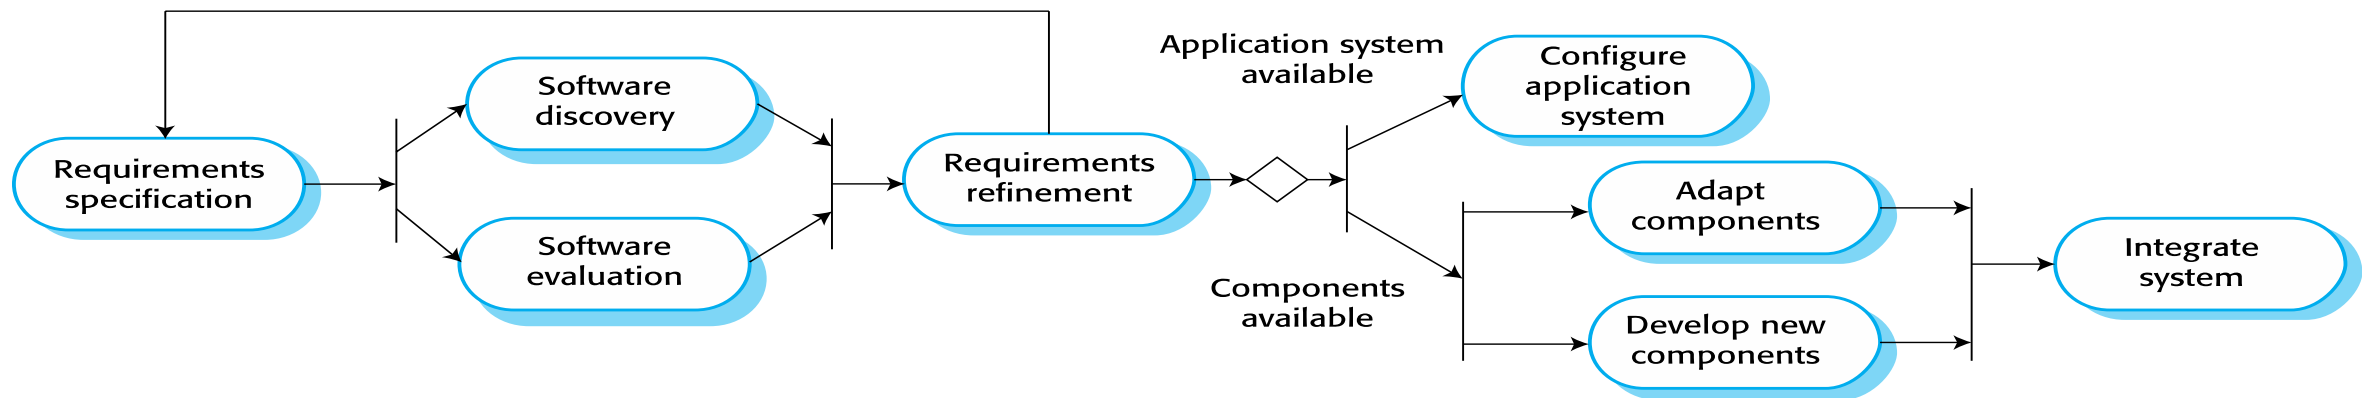 Requirements
specification
Software
discovery
Software
evaluation
Requirements
refinement
Application system
available
Components
available
Configure
application
system
Adapt
components
Develop new
components
Integrate
system